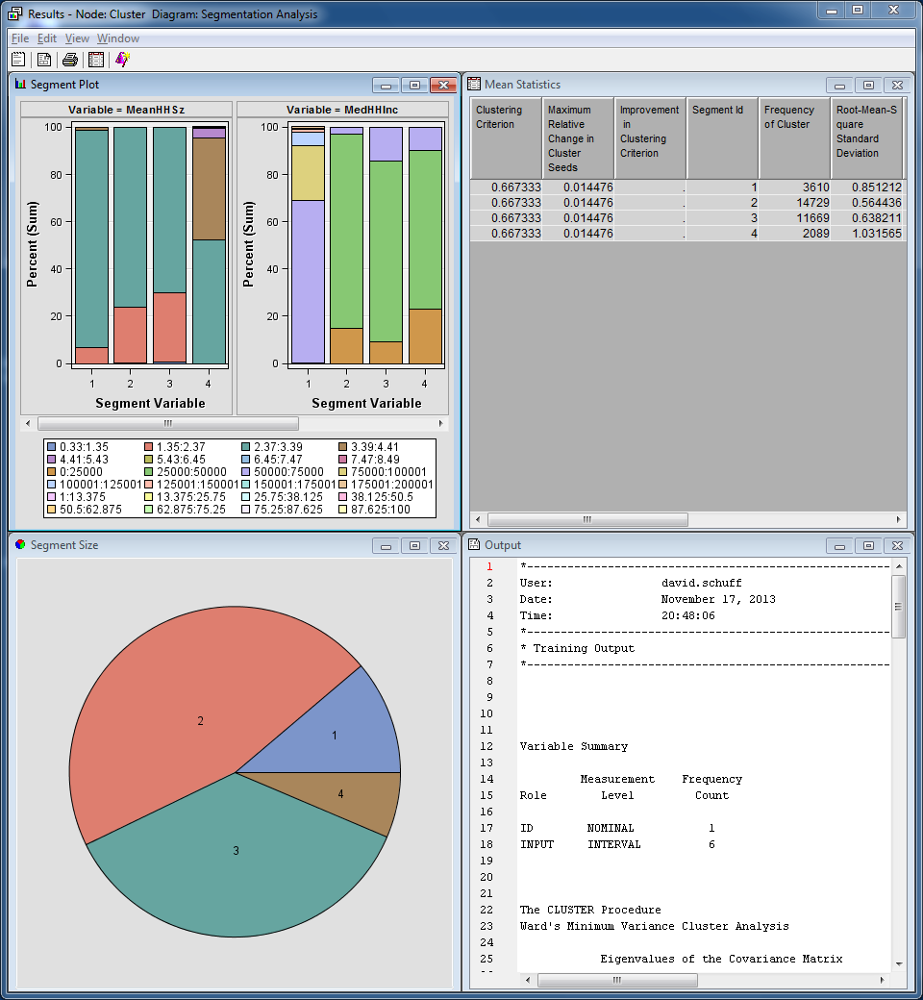 Results - Node: Cluster  Diagram: Segmentation Analysis
File Edit View Window
Segment Plot
Variable = MeanHHSz
Variable = MedHHInc
Percent (Sum)
100
80
60
40
20
0
1 2 3 4
Segment Variable
Percent (Sum)
100
80
60
40
20
0
1 2 3 4
Segment Variable
0.33:1.35 1.35:2.37 2.37:3.39 3.39:4.41
4.41:5.43 5.43:6.45 6.45:7.47 7.47:8.49
0:25000 25000:50000 50000:75000 75000:100001
100001:125001 125001:150001 150001:175001 175001:200001
1:13.375 13.375:25.75 25.75:38.125 38.125:50.5
50.5:62.875 62.875:75.25 75.25:87.625 87.625:100
Mean Statistics
Clustering Criterion
Maximum Relative Change in Cluster Seeds
Improvement in Clustering Criterion
Segment Id
Frequency of Cluster
Root-Mean-Square Standard Deviation
0.667333 0.014476 . 1 3610 0.851212
0.667333 0.014476 . 2 14729 0.564436
0.667333 0.014476 . 3 11669 0.638211
0.667333 0.014476 . 4 2089 1.031565
Segment Size
2
1
4
3
Output
1 *------------------------------------------------------------
2 User: david.schuff
3 Date: November 17, 2013
4 Time: 20:48:06
5 *------------------------------------------------------------
6 * Training Output
7 *------------------------------------------------------------
8
9
10
11
12 Variable Summary
13
14 Measurement Frequency
15 Role Level Count
16
17 ID NOMINAL 1
18 INPUT INTERVAL 6
19
20
21
22 The CLUSTER Procedure
23 Ward's Minimum Variance Cluster Analysis
24
25 Eigenvalues of the Covariance Matrix